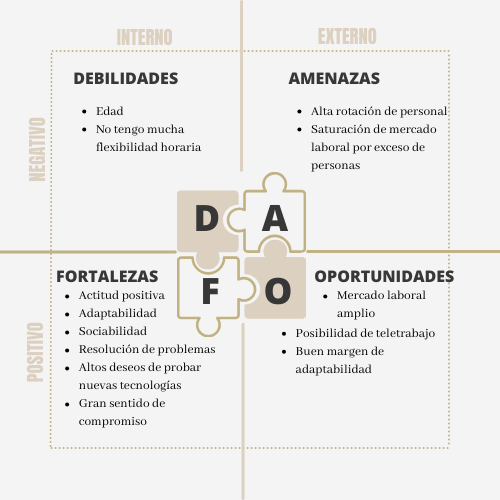 INTERNO
EXTERNO
NEGATIVO
DEBILIDADES
Edad
No tengo mucha
flexibilidad horaria
AMENAZAS
Alta rotación de personal
Saturación de mercado
laboral por exceso de
personas
D
A
F
O
POSITIVO
FORTALEZAS
Actitud positiva
Adaptabilidad
Sociabilidad
Resolución de problemas
Altos deseos de probar
nuevas tecnologías
Gran sentido de
compromiso
OPORTUNIDADES
Mercado laboral
amplio
Posibilidad de teletrabajo
Buen margen de
adaptabilidad